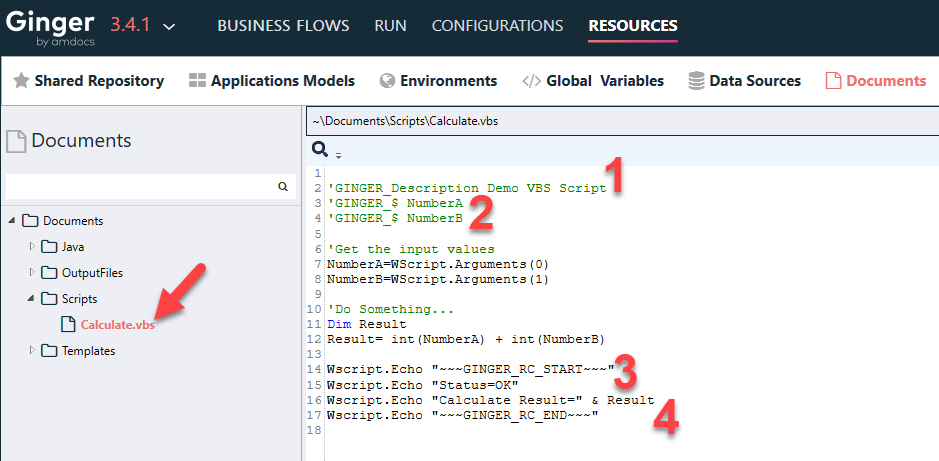 Ginger 3.4.1 BUSINESS FLOWS RUN CONFIGURATIONS RESOURCES
by amdocs
Shared Repository Applications Models Environments </> Global Variables Data Sources Documents
Documents
Documents
Java
OutputFiles
Scripts
Calculate.vbs
Templates
~\Documents\Scripts\Calculate.vbs
1
2 'GINGER_Description Demo VBS Script 1
3 'GINGER_$ NumberA 2
4 'GINGER_$ NumberB
5
6 'Get the input values
7 NumberA=WScript.Arguments(0)
8 NumberB=WScript.Arguments(1)
9
10 'Do Something...
11 Dim Result
12 Result= int(NumberA) + int(NumberB)
13
14 Wscript.Echo "~~~GINGER_RC_START~~~" 3
15 Wscript.Echo "Status=OK"
16 Wscript.Echo "Calculate Result=" & Result
17 Wscript.Echo "~~~GINGER_RC_END~~~" 4
18